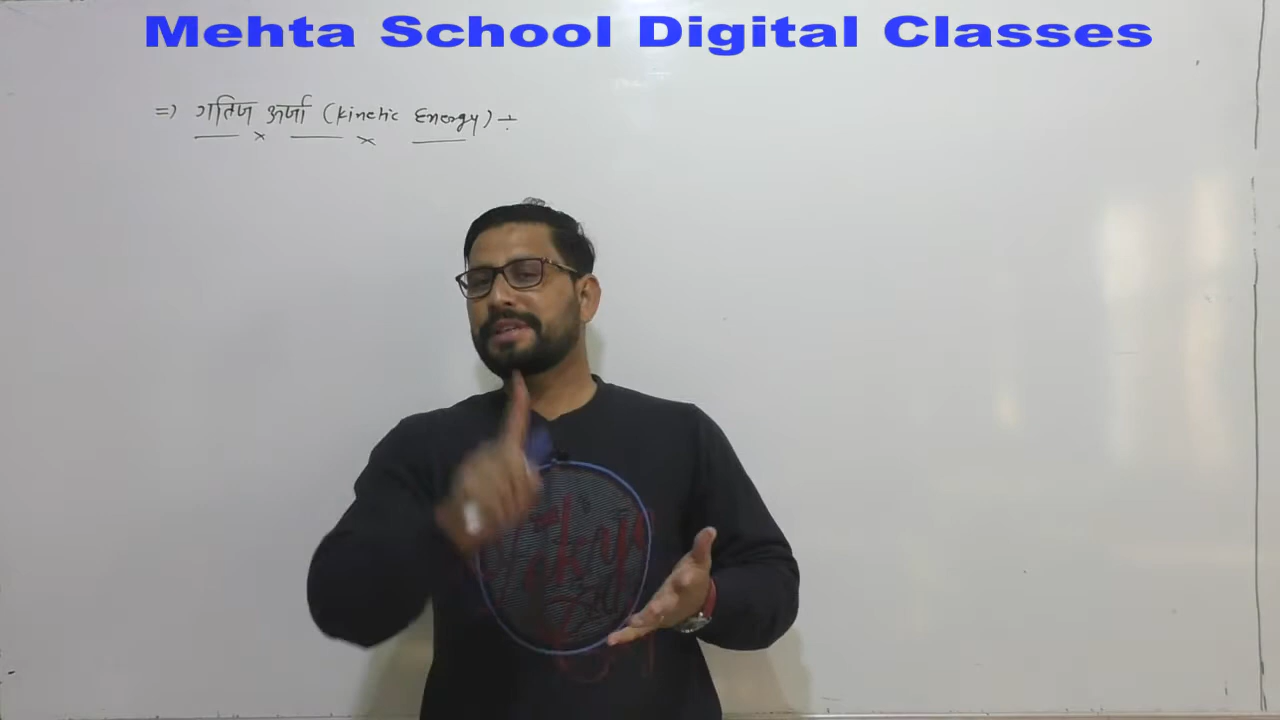 Mehta School Digital Classes
=> गतिज ऊर्जा (Kinetic Energy) ÷